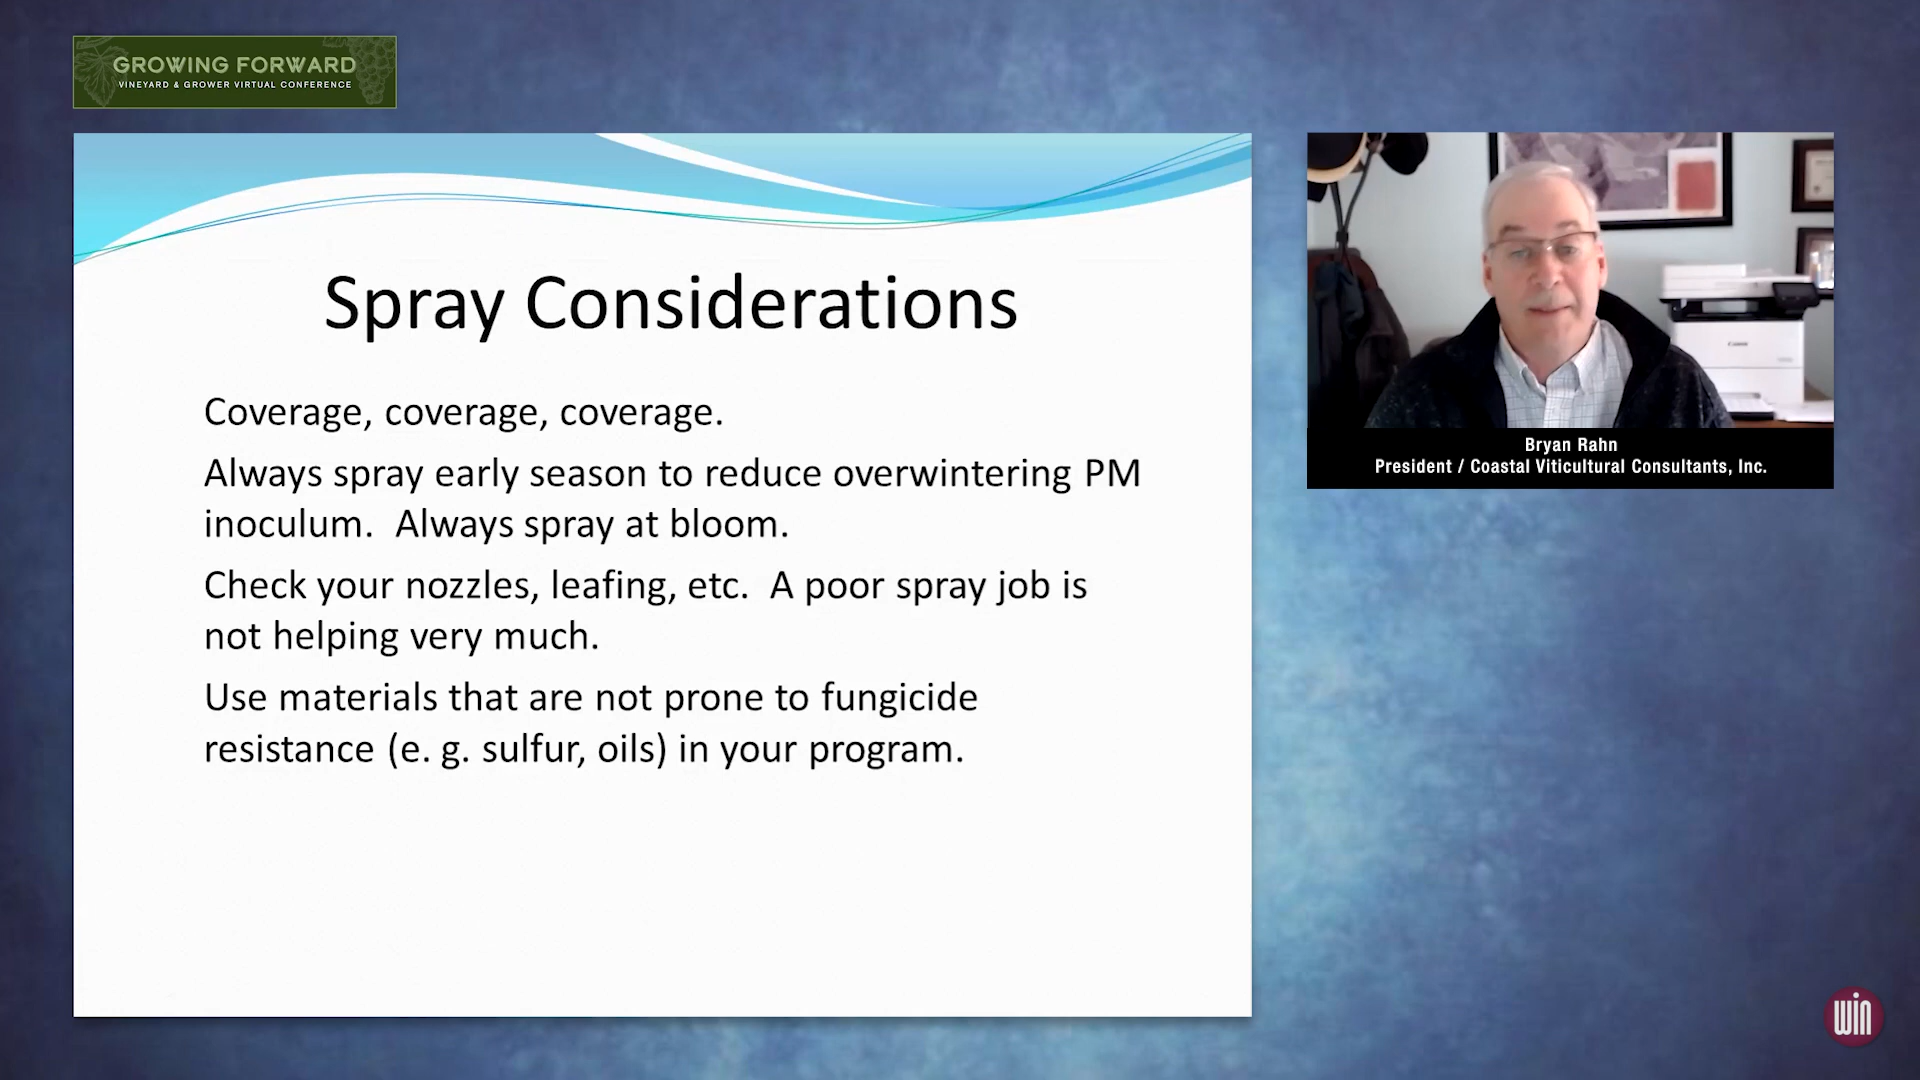 GROWING FORWARD
VINEYARD & GROWER VIRTUAL CONFERENCE
Spray Considerations
Coverage, coverage, coverage.
Always spray early season to reduce overwintering PM
inoculum.  Always spray at bloom.
Check your nozzles, leafing, etc.  A poor spray job is
not helping very much.
Use materials that are not prone to fungicide
resistance (e. g. sulfur, oils) in your program.
Canon
Bryan Rahn
President / Coastal Viticultural Consultants, Inc.
win